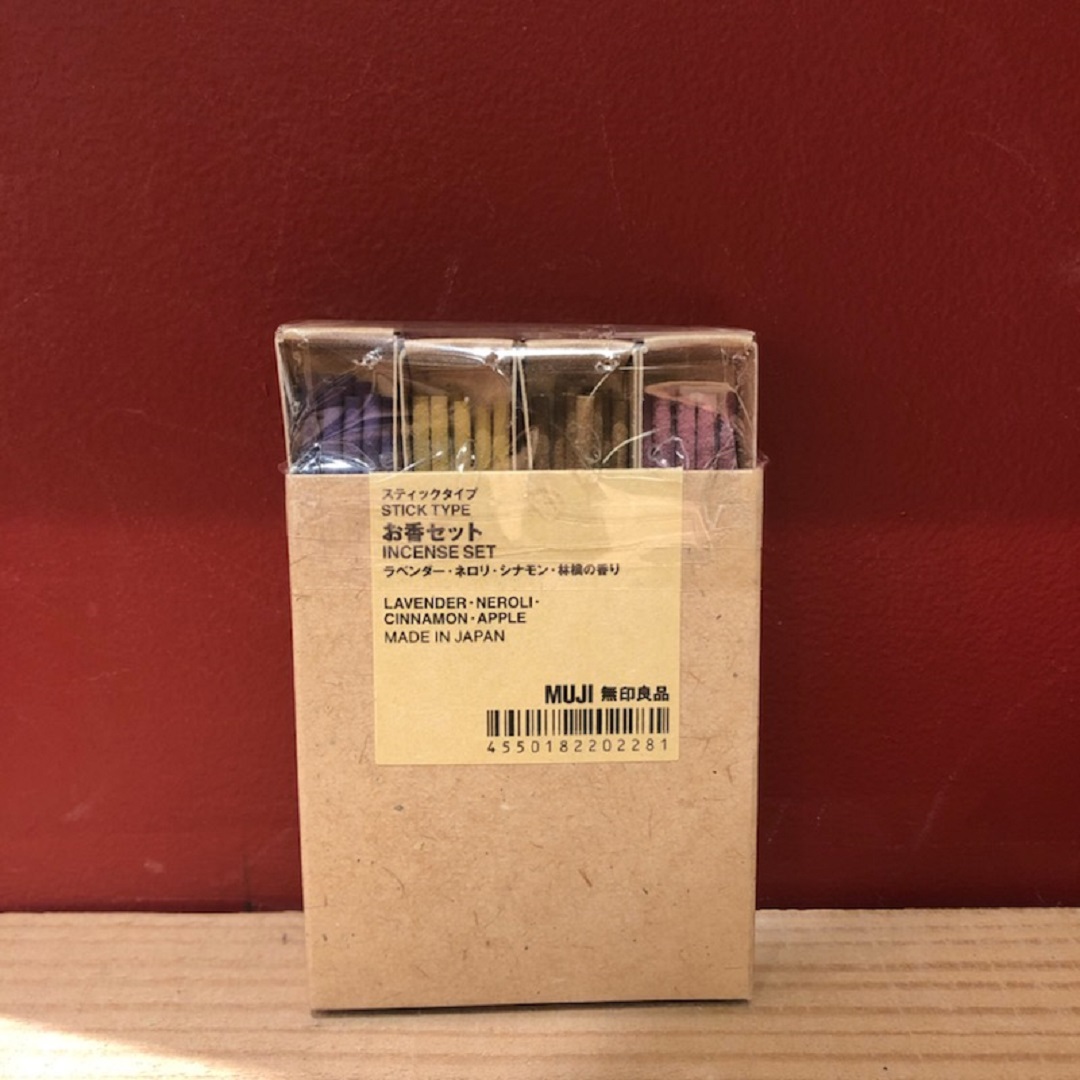 スティックタイプ
STICK TYPE
お香セット
INCENSE SET
ラベンダー・ネロリ・シナモン・林檎の香り
LAVENDER・NEROLI・
CINNAMON・APPLE
MADE IN JAPAN
MUJI 無印良品
4550182202281